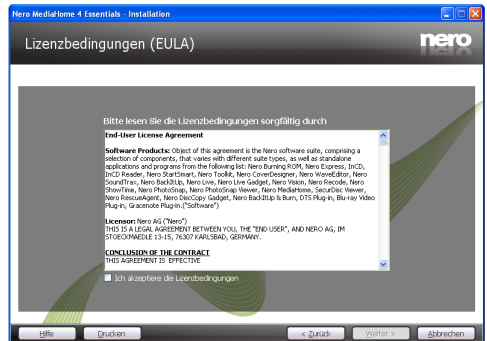 Nero MediaHome 4 Essentials - Installation
Lizenzbedingungen (EULA)
nero
Bitte lesen Sie die Lizenzbedingungen sorgfältig durch
End-User License Agreement
Software Products: Object of this agreement is the Nero software suite, comprising a
selection of components, that varies with different suite types, as well as standalone
applications and programs from the following list: Nero Burning ROM, Nero Express, InCD,
InCD Reader, Nero StartSmart, Nero Toolkit, Nero CoverDesigner, Nero WaveEditor, Nero
SoundTrax, Nero BackItUp, Nero Live, Nero Live Gadget, Nero Vision, Nero Recode, Nero
ShowTime, Nero PhotoSnap, Nero PhotoSnap Viewer, Nero MediaHome, SecurDisc Viewer,
Nero RescueAgent, Nero DiscCopy Gadget, Nero BackItUp & Burn, DTS Plug-in, Blu-ray Video
Plug-in, Gracenote Plug-in.("Software")
Licensor: Nero AG ("Nero")
THIS IS A LEGAL AGREEMENT BETWEEN YOU, THE "END USER", AND NERO AG, IM
STOECKMAEDLE 13-15, 76307 KARLSBAD, GERMANY.
CONCLUSION OF THE CONTRACT
THIS AGREEMENT IS EFFECTIVE
Ich akzeptiere die Lizenzbedingungen
Hilfe
Drucken
< Zurück
Weiter >
Abbrechen